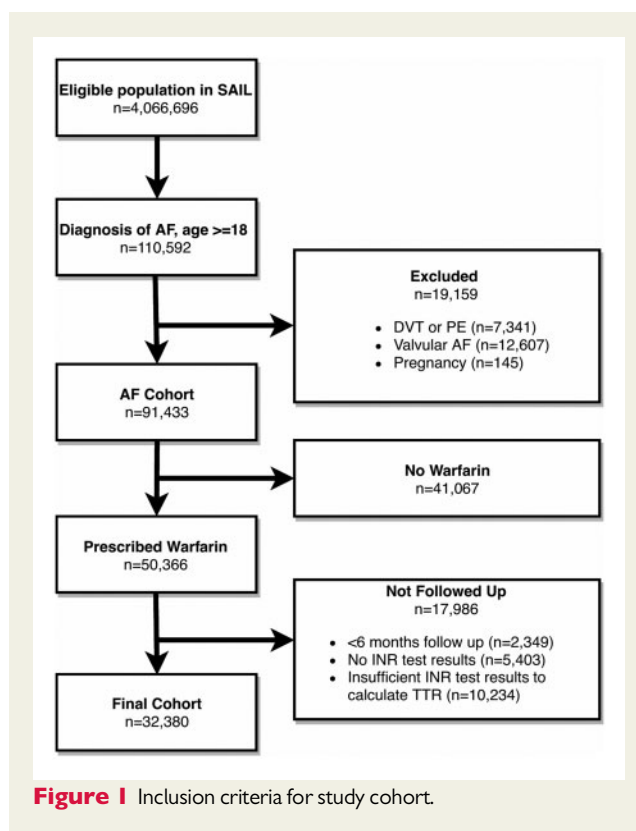 Eligible population in SAIL
n=4,066,696
Diagnosis of AF, age >=18
n=110,592
Excluded
n=19,159
• DVT or PE (n=7,341)
• Valvular AF (n=12,607)
• Pregnancy (n=145)
AF Cohort
n=91,433
No Warfarin
n=41,067
Prescribed Warfarin
n=50,366
Not Followed Up
n=17,986
• <6 months follow up (n=2,349)
• No INR test results (n=5,403)
• Insufficient INR test results to
calculate TTR (n=10,234)
Final Cohort
n=32,380
Figure 1 Inclusion criteria for study cohort.